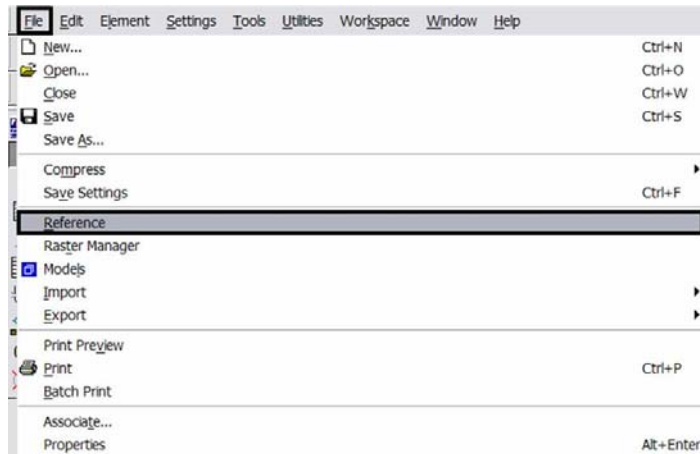 File Edit Element Settings Tools Utilities Workspace Window Help
New... Ctrl+N
Open... Ctrl+O
Close Ctrl+W
Save Ctrl+S
Save As...
Compress
Save Settings Ctrl+F
Reference
Raster Manager
Models
Import
Export
Print Preview
Print Ctrl+P
Batch Print
Associate...
Properties Alt+Enter